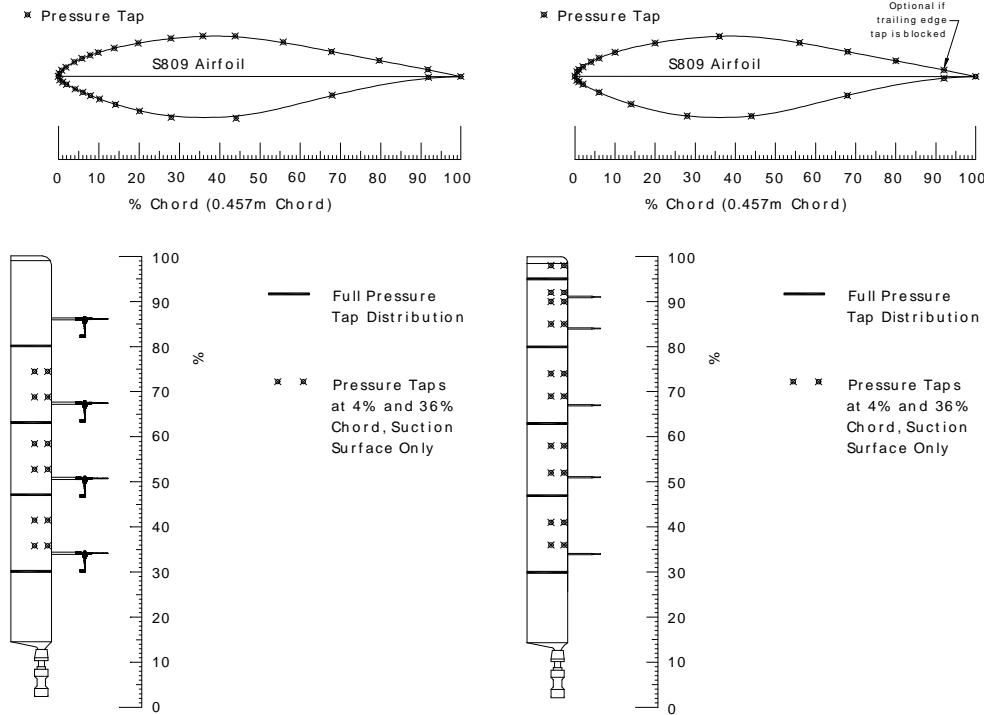 Pressure Tap
S809 Airfoil
0 10 20 30 40 50 60 70 80 90 100
% Chord (0.457m Chord)
Pressure Tap
Optional if
trailing edge
tap is blocked
S809 Airfoil
0 10 20 30 40 50 60 70 80 90 100
% Chord (0.457m Chord)
100
90
80
70
60
50
40
30
20
10
0
%
Full Pressure
Tap Distribution
Pressure Taps
at 4% and 36%
Chord, Suction
Surface Only
100
90
80
70
60
50
40
30
20
10
0
%
Full Pressure
Tap Distribution
Pressure Taps
at 4% and 36%
Chord, Suction
Surface Only